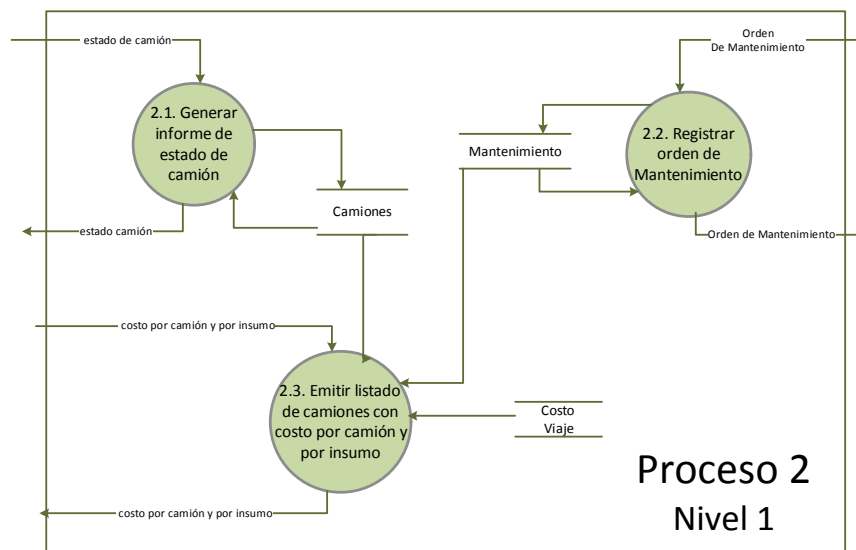 estado de camión
Orden
De Mantenimiento
2.1. Generar
informe de
estado de
camión
Mantenimiento
2.2. Registrar
orden de
Mantenimiento
Camiones
estado camión
Orden de Mantenimiento
costo por camión y por insumo
2.3. Emitir listado
de camiones con
costo por camión y
por insumo
Costo
Viaje
costo por camión y por insumo
Proceso 2
Nivel 1